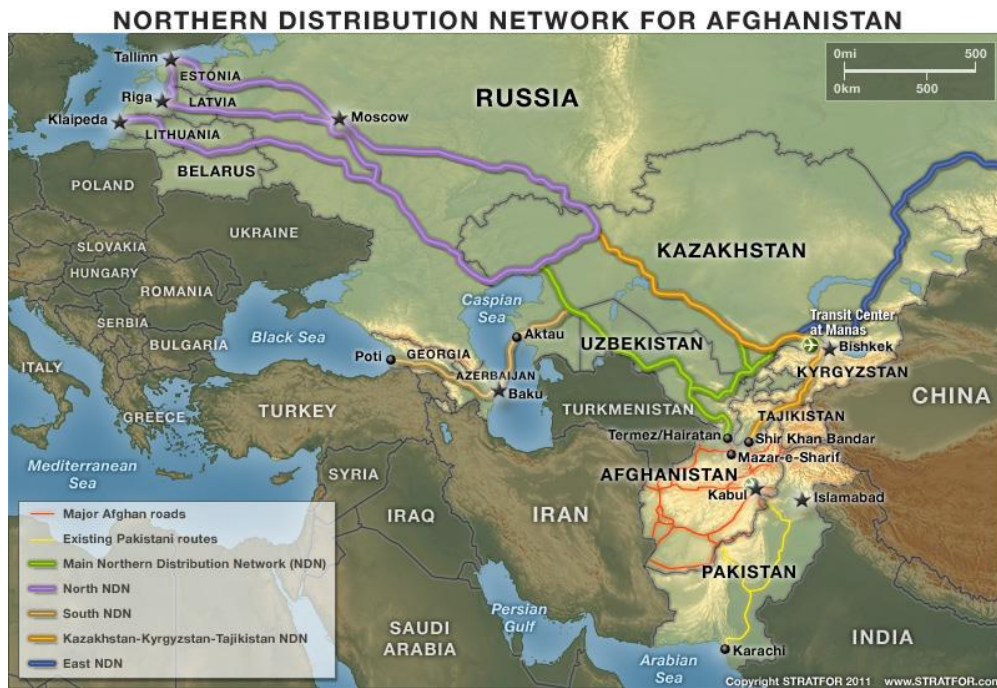 NORTHERN DISTRIBUTION NETWORK FOR AFGHANISTAN
0mi 500
0km 500
Tallinn
ESTONIA
Riga
LATVIA
Klaipeda
LITHUANIA
Moscow
RUSSIA
BELARUS
POLAND
UKRAINE
SLOVAKIA
HUNGARY
ROMANIA
SERBIA
BULGARIA
ITALY
GREECE
Black Sea
Caspian
Sea
KAZAKHSTAN
Transit Center
at Manas
Bishkek
KYRGYZSTAN
Aktau
UZBEKISTAN
Poti
GEORGIA
AZERBAIJAN
Baku
TURKEY
TURKMENISTAN
TAJIKISTAN
CHINA
Termez/Hairatan
Shir Khan Bandar
Mazar-e-Sharif
Mediterranean
Sea
SYRIA
AFGHANISTAN
Kabul
Islamabad
IRAQ
IRAN
PAKISTAN
Persian
Gulf
SAUDI
ARABIA
INDIA
Karachi
Arabian
Sea
Major Afghan roads
Existing Pakistani routes
Main Northern Distribution Network (NDN)
North NDN
South NDN
Kazakhstan-Kyrgyzstan-Tajikistan NDN
East NDN
Copyright STRATFOR 2011 www.STRATFOR.com